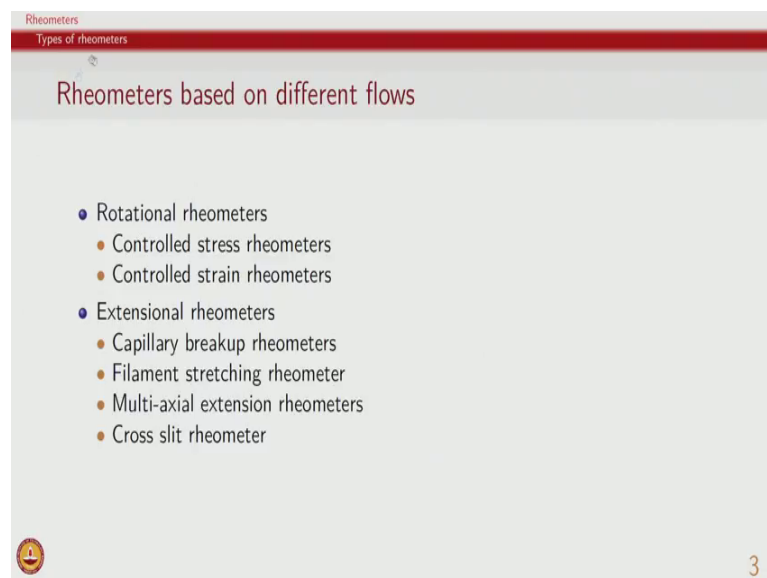 Rheometers
Types of rheometers
Rheometers based on different flows
Rotational rheometers
Controlled stress rheometers
Controlled strain rheometers
Extensional rheometers
Capillary breakup rheometers
Filament stretching rheometer
Multi-axial extension rheometers
Cross slit rheometer
3